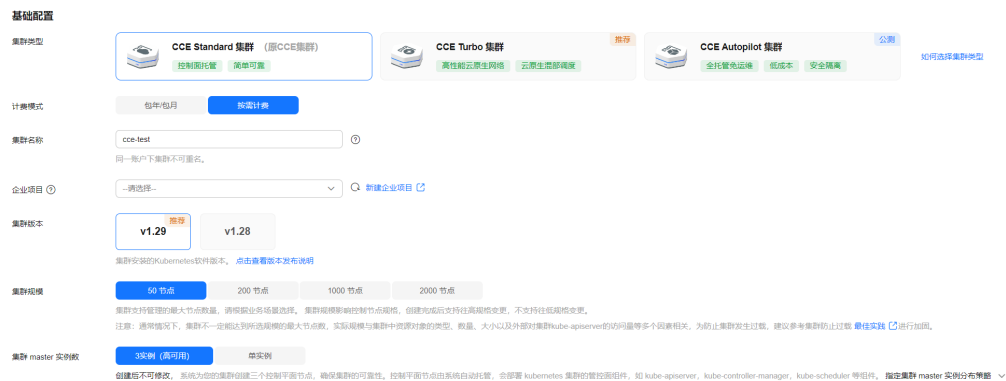 基础配置
集群类型
CCE Standard 集群 （原CCE集群）
控制面托管 简单可靠
CCE Turbo 集群
推荐
高性能云原生网络 云原生混部调度
CCE Autopilot 集群
公测
全托管免运维 低成本 安全隔离
如何选择集群类型
计费模式
包年/包月 按需计费
集群名称
cce-test
同一账户下集群不可重名。
企业项目
--请选择--
新建企业项目
集群版本
v1.29 推荐
v1.28
集群安装的Kubernetes软件版本。 点击查看版本发布说明
集群规模
50 节点 200 节点 1000 节点 2000 节点
集群支持管理的最大节点数量，请根据业务场景选择。 集群规模影响控制节点规格，创建完成后支持往高规格变更，不支持往低规格变更。
注意：通常情况下，集群不一定能达到所选规模的最大节点数，实际规模与集群中资源对象的类型、数量、大小以及外部对集群kube-apiserver的访问量等多个因素相关，为防止集群发生过载，建议参考集群防止过载 最佳实践 进行加固。
集群 master 实例数
3实例（高可用） 单实例
创建后不可修改， 系统为您的集群创建三个控制平面节点，确保集群的可靠性。控制平面节点由系统自动托管，会部署 kubernetes 集群的管控面组件，如 kube-apiserver，kube-controller-manager，kube-scheduler 等组件。 指定集群 master 实例分布策略